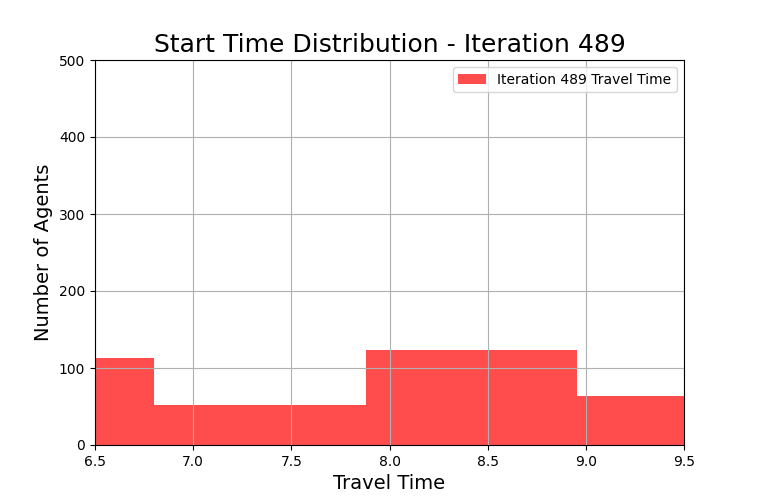 Start Time Distribution - Iteration 489
Iteration 489 Travel Time
Number of Agents
500
400
300
200
100
0
6.5 7.0 7.5 8.0 8.5 9.0 9.5
Travel Time